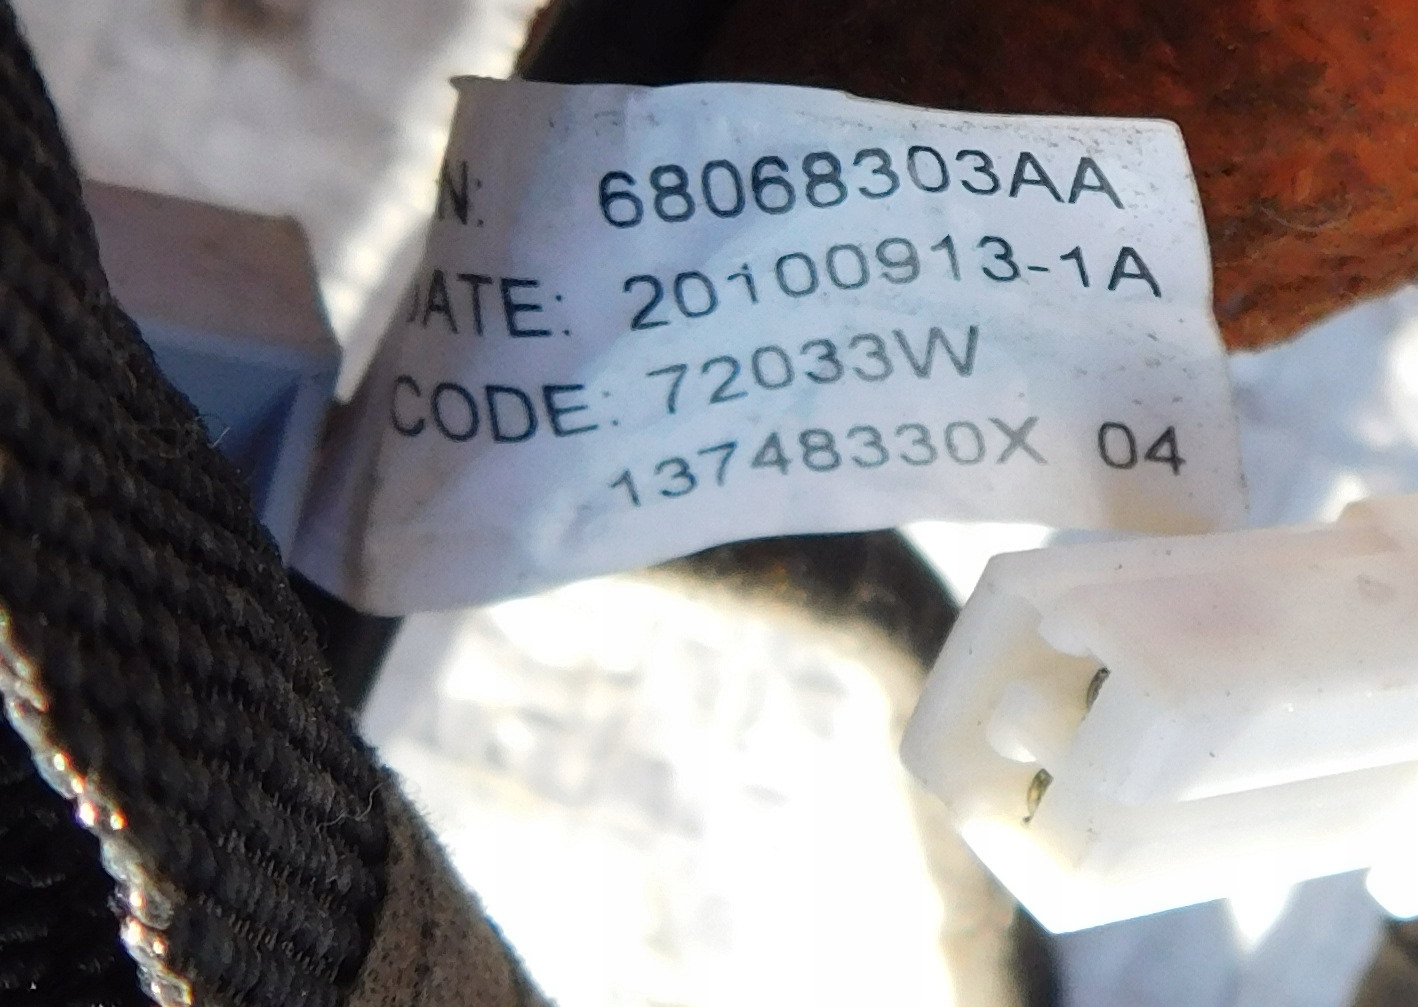 N: 68068303AA
DATE: 20100913-1A
CODE: 72033W
13748330X 04